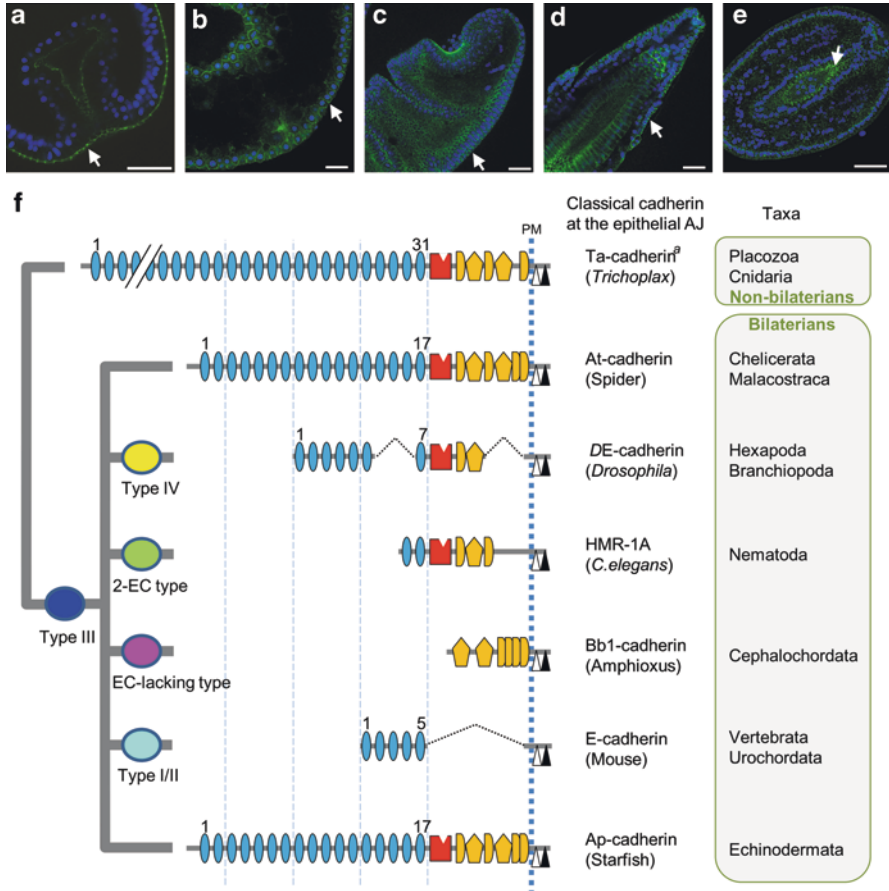 a
b
c
d
e
f
Classical cadherin
at the epithelial AJ
Taxa
PM
1
31
Ta-cadherin^a
(Trichoplax)
Placozoa
Cnidaria
Non-bilaterians
Bilaterians
1
17
At-cadherin
(Spider)
Chelicerata
Malacostraca
Type IV
1
7
DE-cadherin
(Drosophila)
Hexapoda
Branchiopoda
2-EC type
HMR-1A
(C.elegans)
Nematoda
Type III
EC-lacking type
Bb1-cadherin
(Amphioxus)
Cephalochordata
Type I/II
1
5
E-cadherin
(Mouse)
Vertebrata
Urochordata
1
17
Ap-cadherin
(Starfish)
Echinodermata